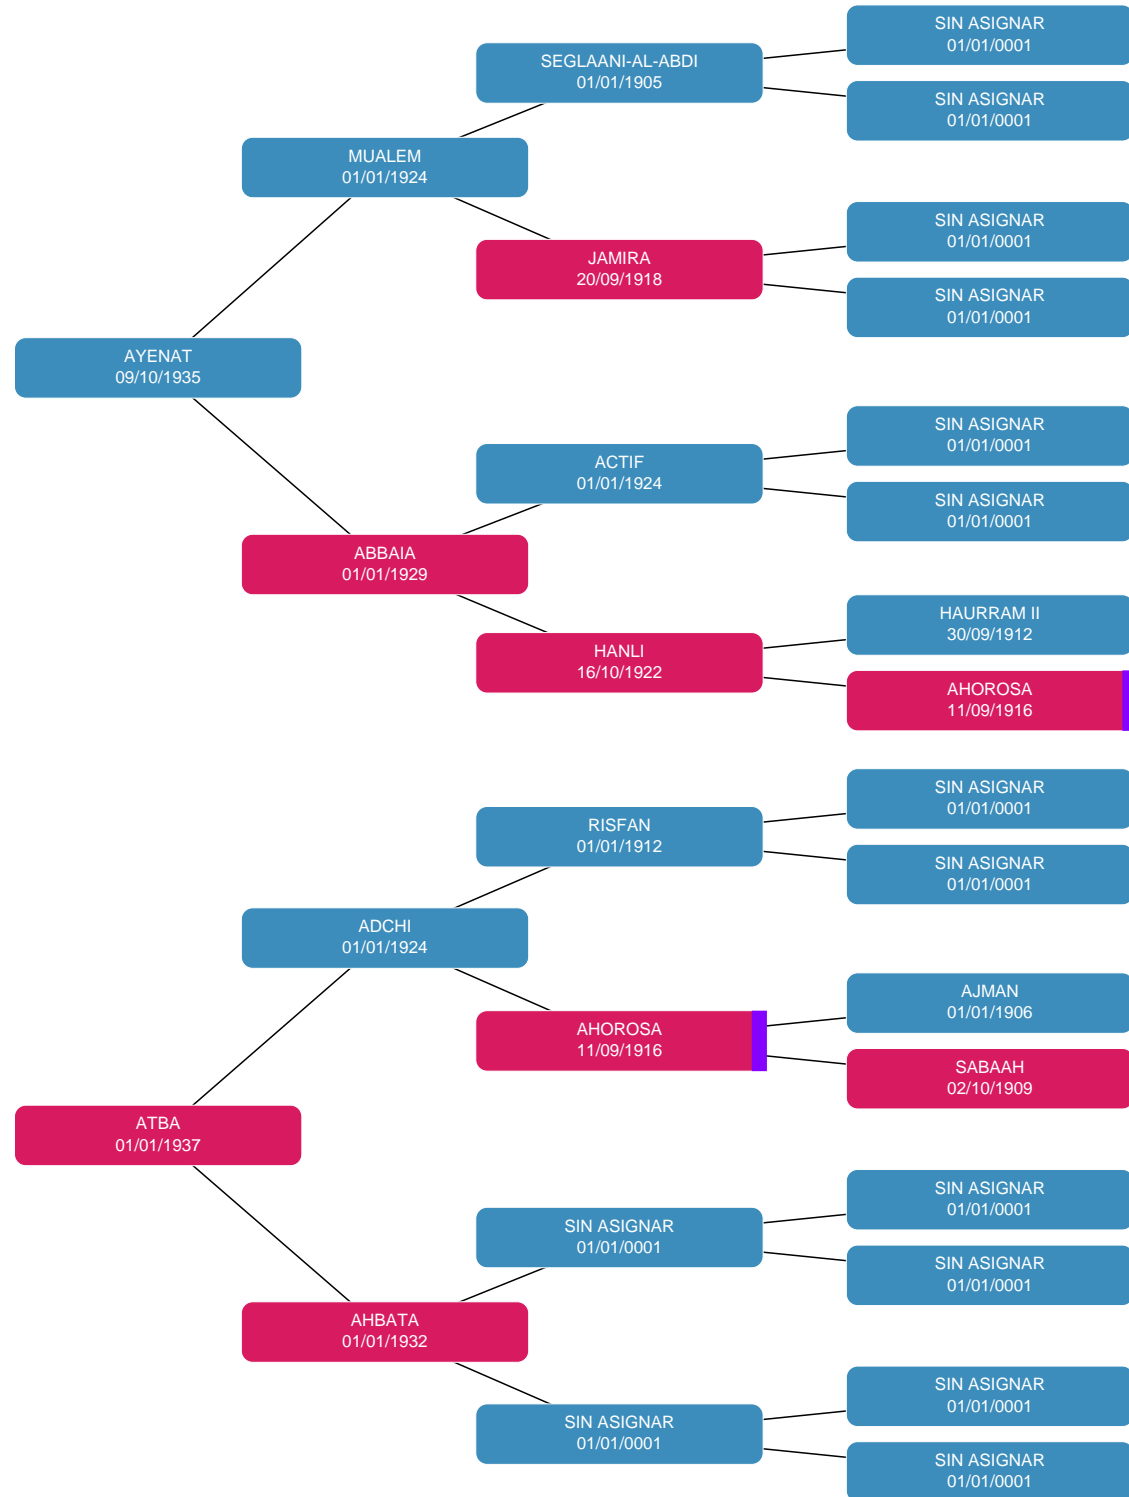 SIN ASIGNAR
01/01/0001
SEGLAANI-AL-ABDI
01/01/1905
SIN ASIGNAR
01/01/0001
MUALEM
01/01/1924
SIN ASIGNAR
01/01/0001
JAMIRA
20/09/1918
SIN ASIGNAR
01/01/0001
AYENAT
09/10/1935
SIN ASIGNAR
01/01/0001
ACTIF
01/01/1924
SIN ASIGNAR
01/01/0001
ABBAIA
01/01/1929
HAURRAM II
30/09/1912
HANLI
16/10/1922
AHOROSA
11/09/1916
SIN ASIGNAR
01/01/0001
RISFAN
01/01/1912
SIN ASIGNAR
01/01/0001
ADCHI
01/01/1924
AJMAN
01/01/1906
AHOROSA
11/09/1916
SABAAH
02/10/1909
ATBA
01/01/1937
SIN ASIGNAR
01/01/0001
SIN ASIGNAR
01/01/0001
SIN ASIGNAR
01/01/0001
AHBATA
01/01/1932
SIN ASIGNAR
01/01/0001
SIN ASIGNAR
01/01/0001
SIN ASIGNAR
01/01/0001